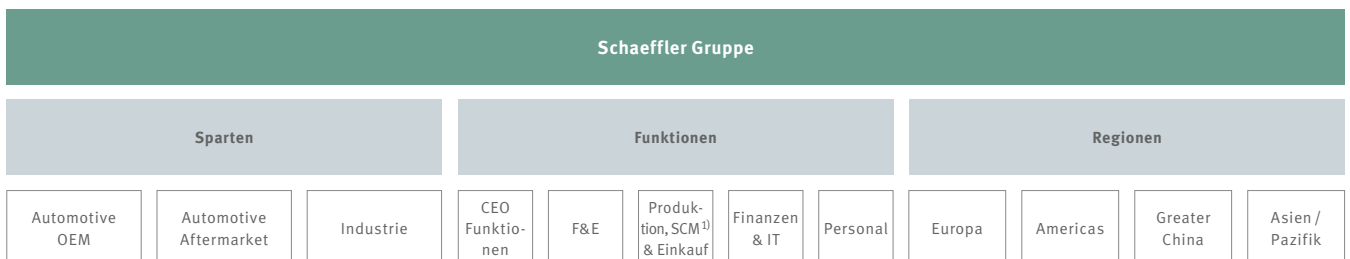 Schaeffler Gruppe
Sparten
Funktionen
Regionen
Automotive
OEM
Automotive
Aftermarket
Industrie
CEO
Funktio-
nen
F&E
Produk-
tion, SCM 1)
& Einkauf
Finanzen
& IT
Personal
Europa
Americas
Greater
China
Asien /
Pazifik